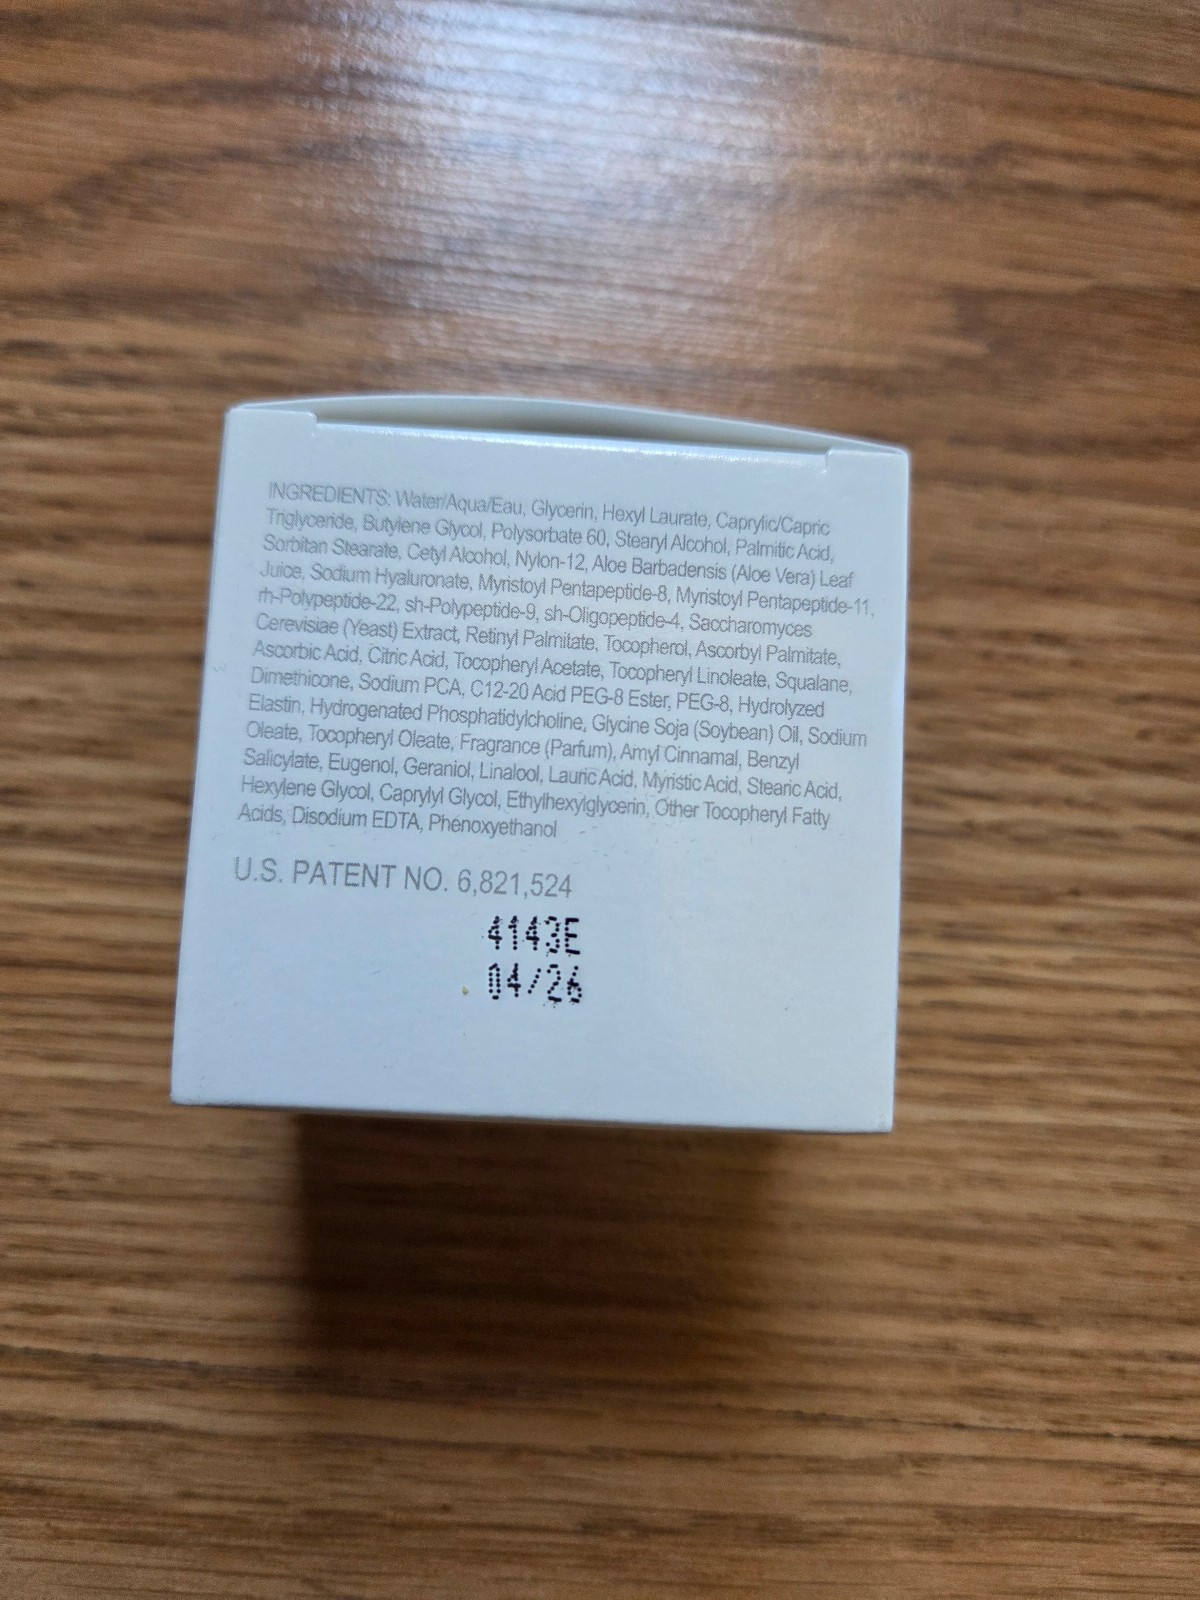 INGREDIENTS: Water/Aqua/Eau, Glycerin, Hexyl Laurate, Caprylic/Capric
Triglyceride, Butylene Glycol, Polysorbate 60, Stearyl Alcohol, Palmitic Acid,
Sorbitan Stearate, Cetyl Alcohol, Nylon-12, Aloe Barbadensis (Aloe Vera) Leaf
Juice, Sodium Hyaluronate, Myristoyl Pentapeptide-8, Myristoyl Pentapeptide-11,
rh-Polypeptide-22, sh-Polypeptide-9, sh-Oligopeptide-4, Saccharomyces
Cerevisiae (Yeast) Extract, Retinyl Palmitate, Tocopherol, Ascorbyl Palmitate,
Ascorbic Acid, Citric Acid, Tocopheryl Acetate, Tocopheryl Linoleate, Squalane,
Dimethicone, Sodium PCA, C12-20 Acid PEG-8 Ester, PEG-8, Hydrolyzed
Elastin, Hydrogenated Phosphatidylcholine, Glycine Soja (Soybean) Oil, Sodium
Oleate, Tocopheryl Oleate, Fragrance (Parfum), Amyl Cinnamal, Benzyl
Salicylate, Eugenol, Geraniol, Linalool, Lauric Acid, Myristic Acid, Stearic Acid,
Hexylene Glycol, Caprylyl Glycol, Ethylhexylglycerin, Other Tocopheryl Fatty
Acids, Disodium EDTA, Phenoxyethanol
U.S. PATENT NO. 6,821,524
4143E
04/26